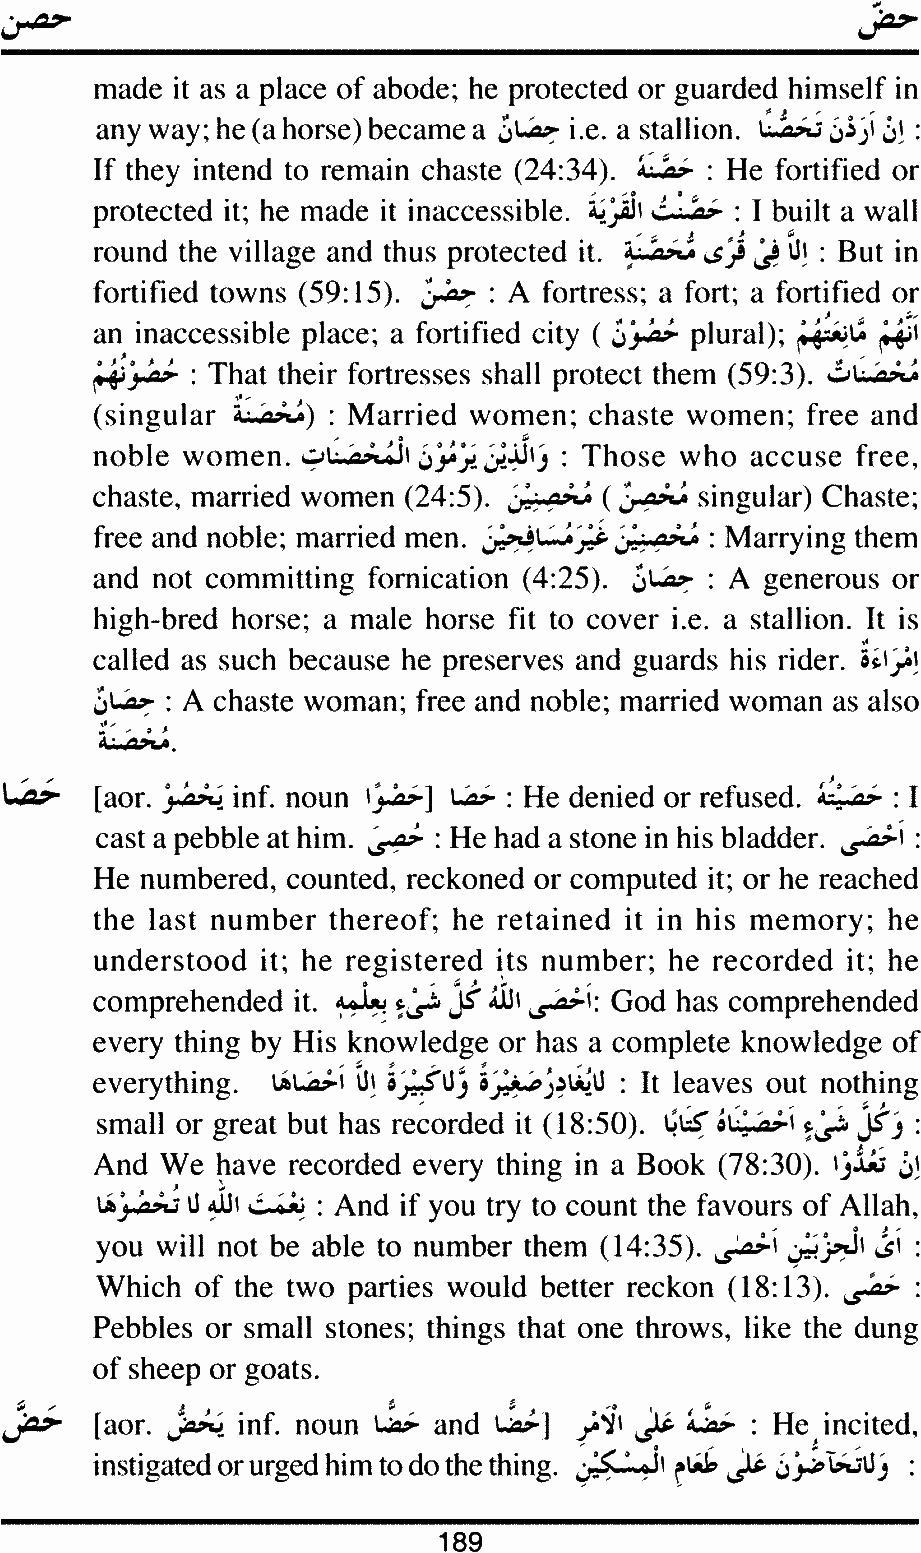 حصن حضّ
made it as a place of abode; he protected or guarded himself in
any way; he (a horse) became a حِصَانٌ i.e. a stallion. اِنْ اَرَدْنَ تَحَصُّنًا :
If they intend to remain chaste (24:34). حَصَّنَهُ : He fortified or
protected it; he made it inaccessible. حَصَّنْتُ الْقَرْيَةَ : I built a wall
round the village and thus protected it. اِلاَّ فِىْ قُرًى مُّحَصَّنَةٍ : But in
fortified towns (59:15). حِصْنٌ : A fortress; a fort; a fortified or
an inaccessible place; a fortified city ( حُصُوْنٌ plural); اَنَّهُمْ مَّانِعَتُهُمْ
حُصُوْنُهُمْ : That their fortresses shall protect them (59:3). مُحْصَنَاتٌ
(singular مُحْصَنَةٌ) : Married women; chaste women; free and
noble women. وَالَّذِيْنَ يَرْمُوْنَ الْمُحْصَنَاتِ : Those who accuse free,
chaste, married women (24:5). مُحْصِنِيْنَ ( مُحْصِنٌ singular) Chaste;
free and noble; married men. مُحْصِنِيْنَ غَيْرَ مُسَافِحِيْنَ : Marrying them
and not committing fornication (4:25). حِصَانٌ : A generous or
high-bred horse; a male horse fit to cover i.e. a stallion. It is
called as such because he preserves and guards his rider. اِمْرَاءَةٌ
حِصَانٌ : A chaste woman; free and noble; married woman as also
مُحْصَنَةٌ.
حَصَا [aor. يَحْصُوْ inf. noun حَصْوًا] حَصَا : He denied or refused. حَصَيْتُهُ : I
cast a pebble at him. حُصِىَ : He had a stone in his bladder. اَحْصَى :
He numbered, counted, reckoned or computed it; or he reached
the last number thereof; he retained it in his memory; he
understood it; he registered its number; he recorded it; he
comprehended it. اَحْصَى اللّٰهُ كُلَّ شَىْءٍ بِعِلْمِهِ: God has comprehended
every thing by His knowledge or has a complete knowledge of
everything. لاَيُغَادِرُ صَغِيْرَةً وَّلاَ كَبِيْرَةً اِلاَّ اَحْصَاهَا : It leaves out nothing
small or great but has recorded it (18:50). وَكُلَّ شَىْءٍ اَحْصَيْنَاهُ كِتَابًا :
And We have recorded every thing in a Book (78:30). اِنْ تَعُدُّوْا
نِعْمَتَ اللّٰهِ لاَ تُحْصُوْهَا : And if you try to count the favours of Allah,
you will not be able to number them (14:35). اَىُّ الْحِزْبَيْنِ اَحْصٰى :
Which of the two parties would better reckon (18:13). حَصًى :
Pebbles or small stones; things that one throws, like the dung
of sheep or goats.
حَضَّ [aor. يَحُضُّ inf. noun حَضًّا and حُضًّا] حَضَّهُ عَلَى الْاَمْرِ : He incited,
instigated or urged him to do the thing. وَلاَتَحَاضُّوْنَ عَلٰى طَعَامِ الْمِسْكِيْنِ :
189